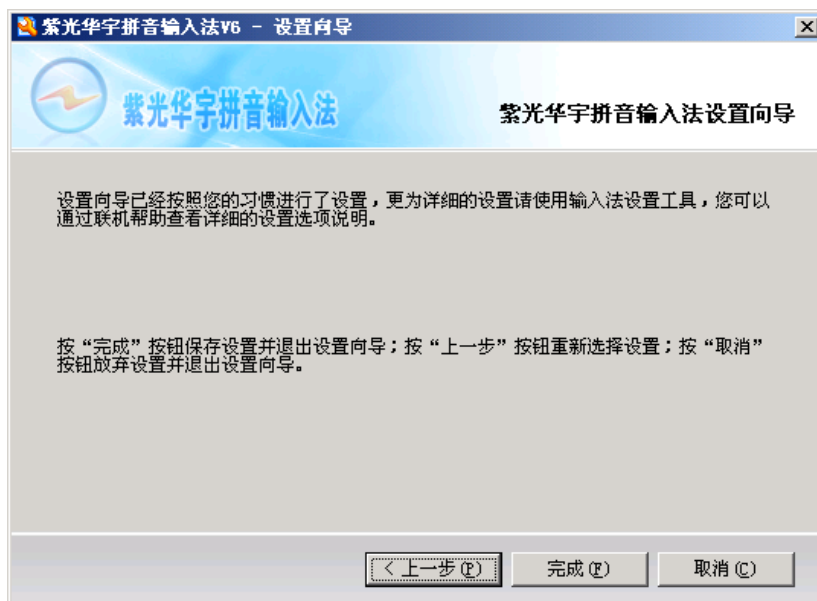 紫光华宇拼音输入法V6 - 设置向导
紫光华宇拼音输入法
紫光华宇拼音输入法设置向导
设置向导已经按照您的习惯进行了设置，更为详细的设置请使用输入法设置工具，您可以
通过联机帮助查看详细的设置选项说明。
按“完成”按钮保存设置并退出设置向导；按“上一步”按钮重新选择设置；按“取消”
按钮放弃设置并退出设置向导。
< 上一步(P)
完成(F)
取消(C)